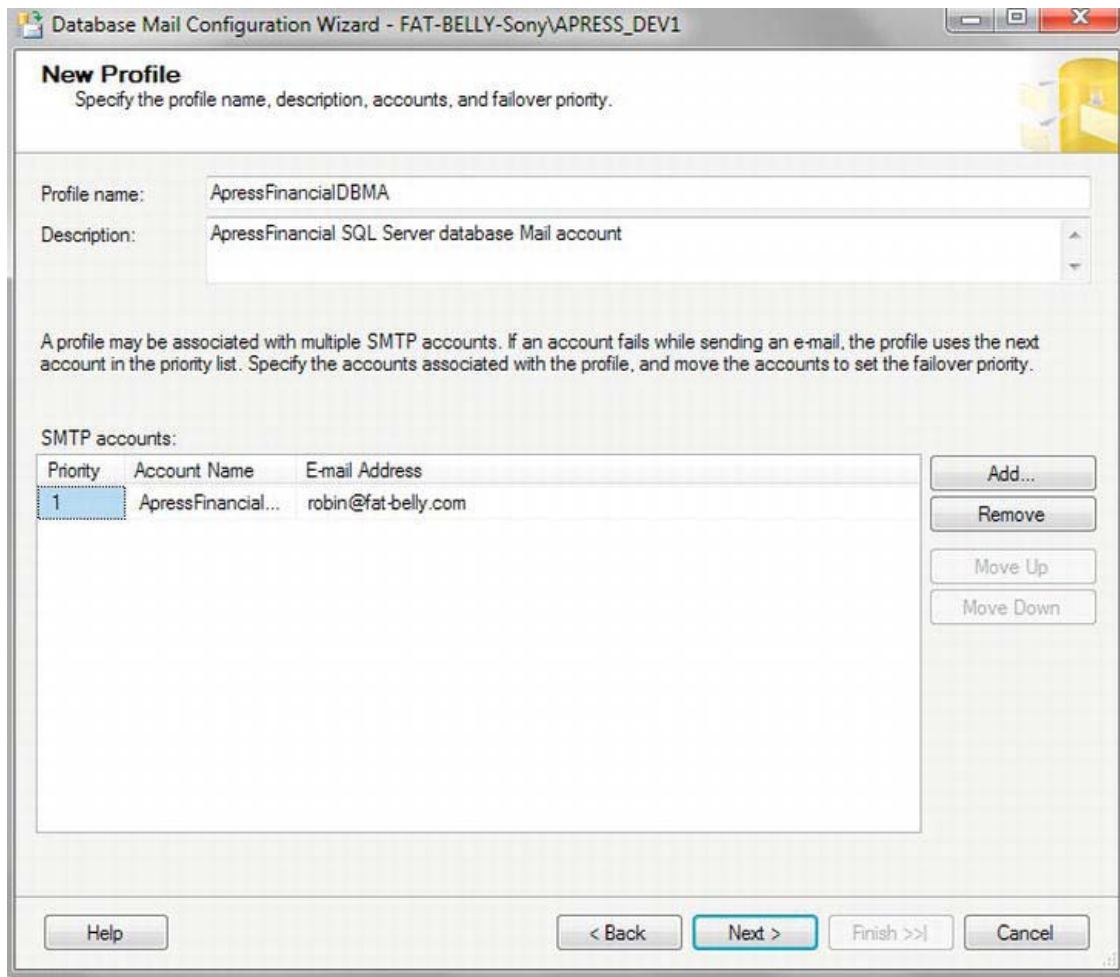 Database Mail Configuration Wizard - FAT-BELLY-Sony\APRESS_DEV1
New Profile
Specify the profile name, description, accounts, and failover priority.
Profile name:
ApressFinancialDBMA
Description:
ApressFinancial SQL Server database Mail account
A profile may be associated with multiple SMTP accounts. If an account fails while sending an e-mail, the profile uses the next
account in the priority list. Specify the accounts associated with the profile, and move the accounts to set the failover priority.
SMTP accounts:
Priority Account Name E-mail Address
1 ApressFinancial... robin@fat-belly.com
Add...
Remove
Move Up
Move Down
Help
< Back
Next >
Finish >>|
Cancel